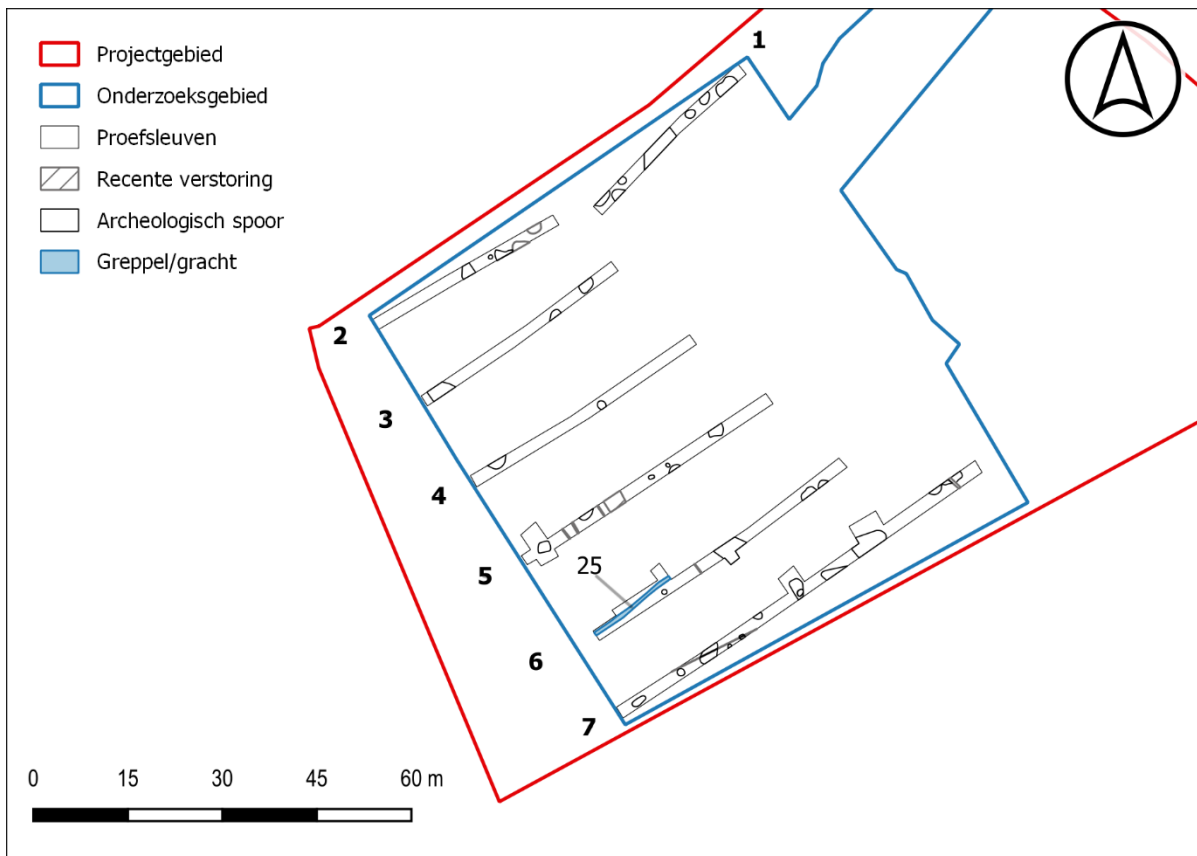 Projectgebied
Onderzoeksgebied
Proefsleuven
Recente verstoring
Archeologisch spoor
Greppel/gracht
1
2
3
4
5
25
6
7
0 15 30 45 60 m